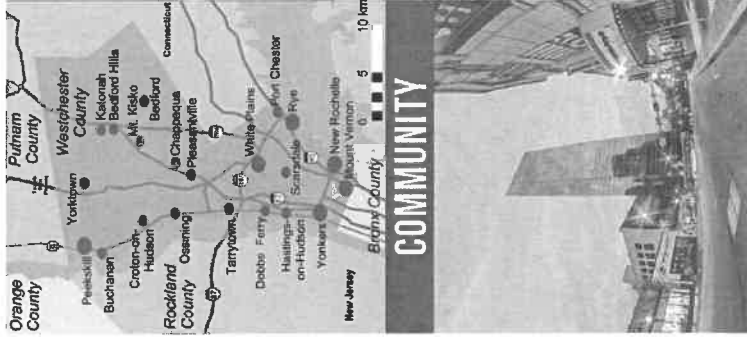 Orange
County
Putnam
County
Westchester
County
Connecticut
Yorktown
Katonah
Bedford Hills
Mt. Kisko
Bedford
Peekskill
Buchanan
Croton-on-
Hudson
Ossining
Chappequa
Pleasantville
Rockland
County
Tarrytown
White Plains
Port Chester
Rye
Dobbs Ferry
Hastings-
on-Hudson
Scarsdale
New Rochelle
Mount Vernon
Yonkers
New Jersey
Bronx County
0 5 10 km
COMMUNITY